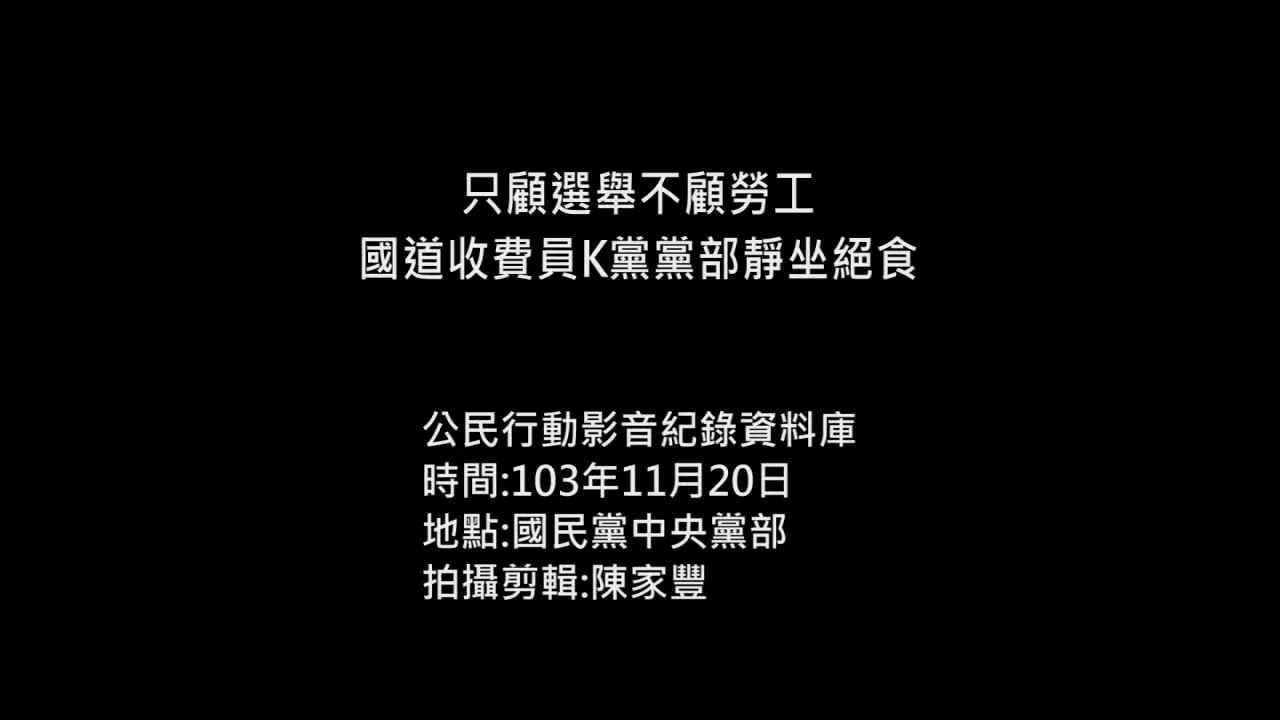 只顧選舉不顧勞工
國道收費員K黨黨部靜坐絕食
公民行動影音紀錄資料庫
時間:103年11月20日
地點:國民黨中央黨部
拍攝剪輯:陳家豐